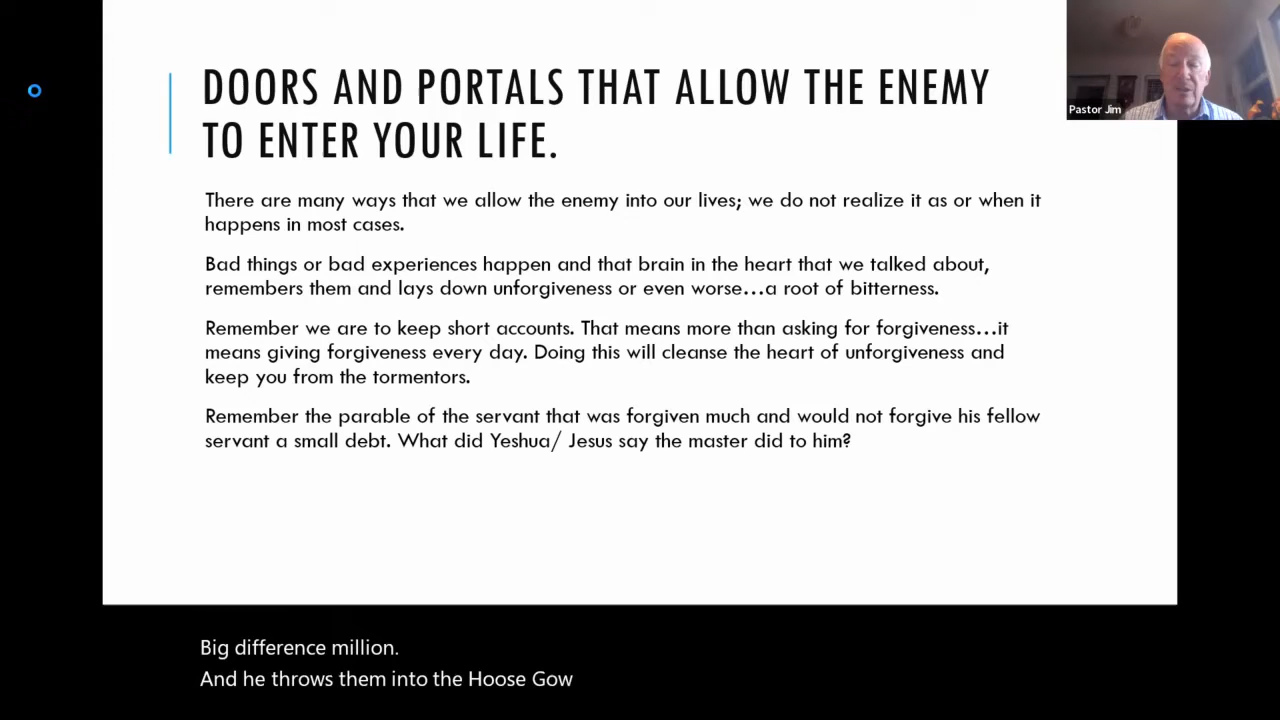 DOORS AND PORTALS THAT ALLOW THE ENEMY
TO ENTER YOUR LIFE.
Pastor Jim
There are many ways that we allow the enemy into our lives; we do not realize it as or when it
happens in most cases.
Bad things or bad experiences happen and that brain in the heart that we talked about,
remembers them and lays down unforgiveness or even worse...a root of bitterness.
Remember we are to keep short accounts. That means more than asking for forgiveness...it
means giving forgiveness every day. Doing this will cleanse the heart of unforgiveness and
keep you from the tormentors.
Remember the parable of the servant that was forgiven much and would not forgive his fellow
servant a small debt. What did Yeshua/ Jesus say the master did to him?
Big difference million.
And he throws them into the Hoose Gow